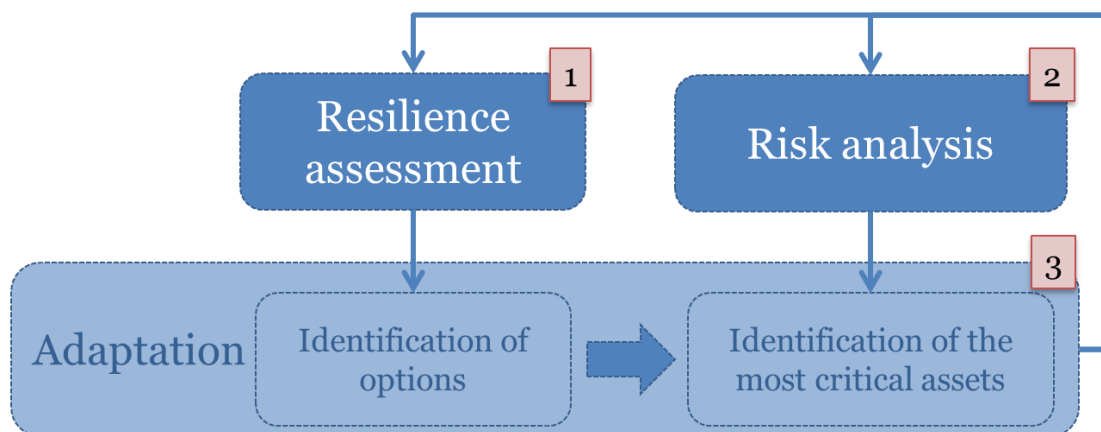 1
Resilience
assessment
2
Risk analysis
3
Adaptation
Identification of
options
Identification of the
most critical assets